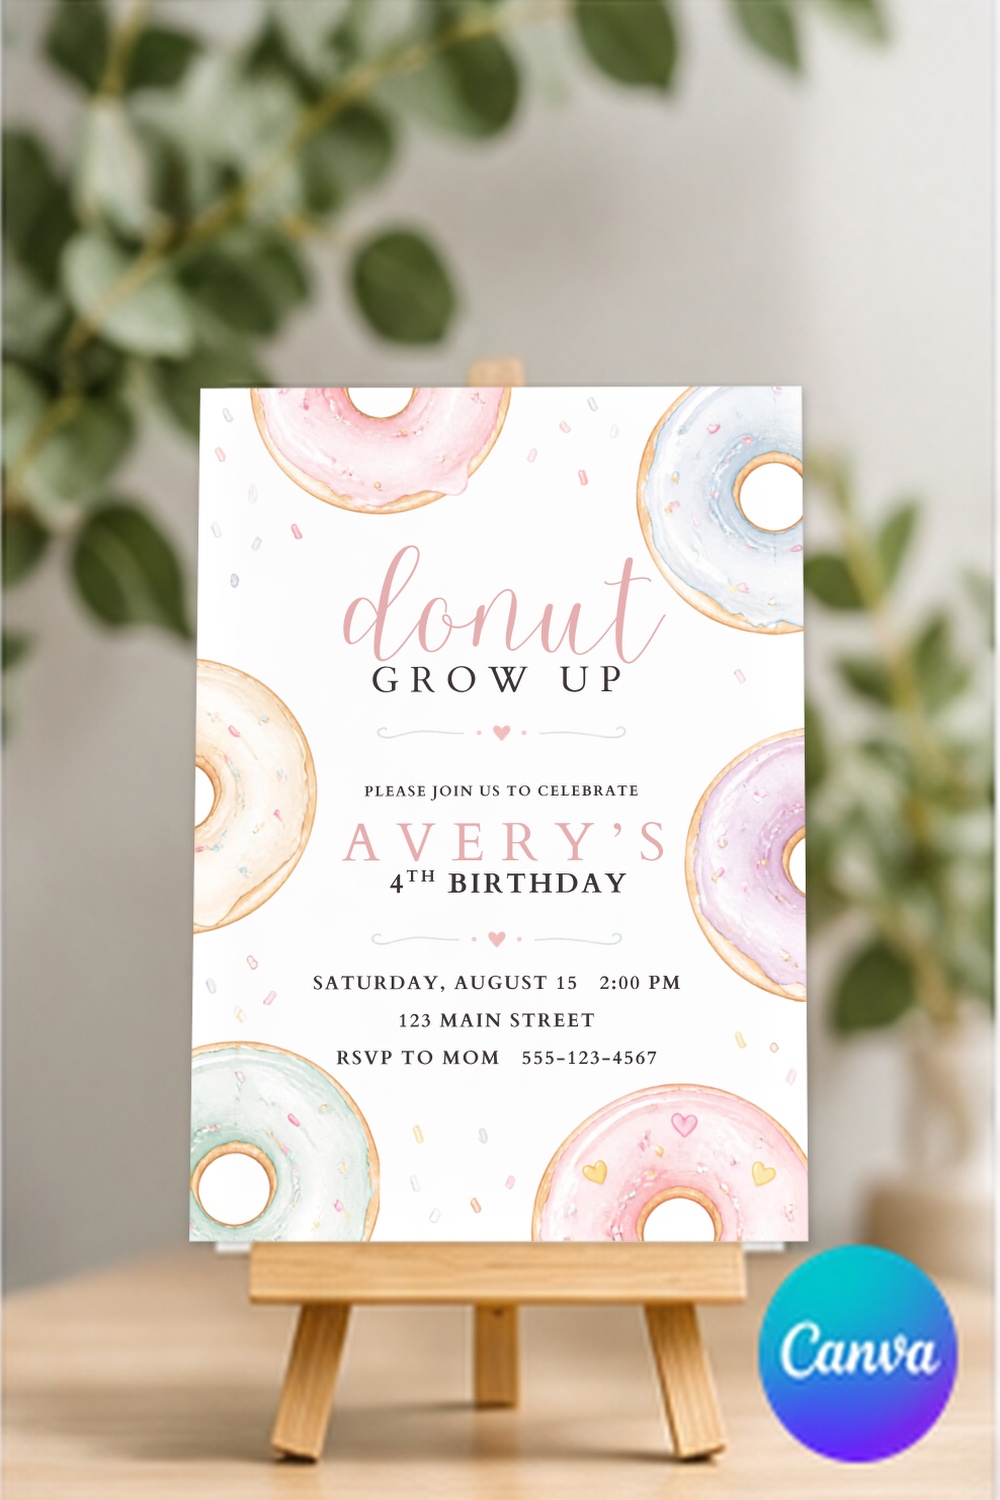 donut
GROW UP
PLEASE JOIN US TO CELEBRATE
AVERY'S
4TH BIRTHDAY
SATURDAY, AUGUST 15 2:00 PM
123 MAIN STREET
RSVP TO MOM 555-123-4567
Canva